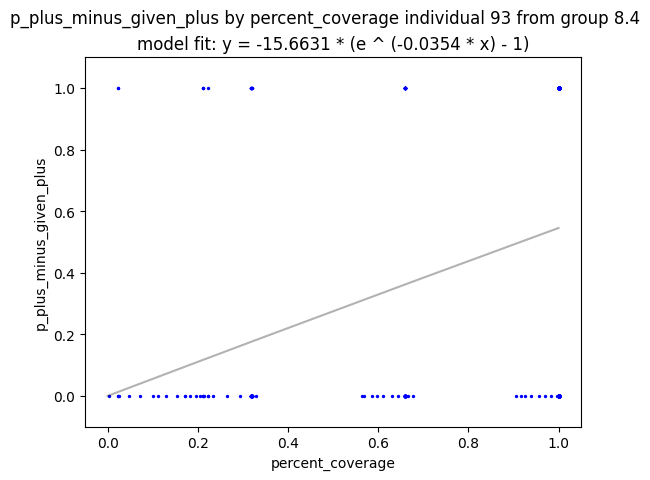 p_plus_minus_given_plus by percent_coverage individual 93 from group 8.4
model fit: y = -15.6631 * (e ^ (-0.0354 * x) - 1)
1.0
0.8
0.6
0.4
0.2
0.0
p_plus_minus_given_plus
0.0 0.2 0.4 0.6 0.8 1.0
percent_coverage